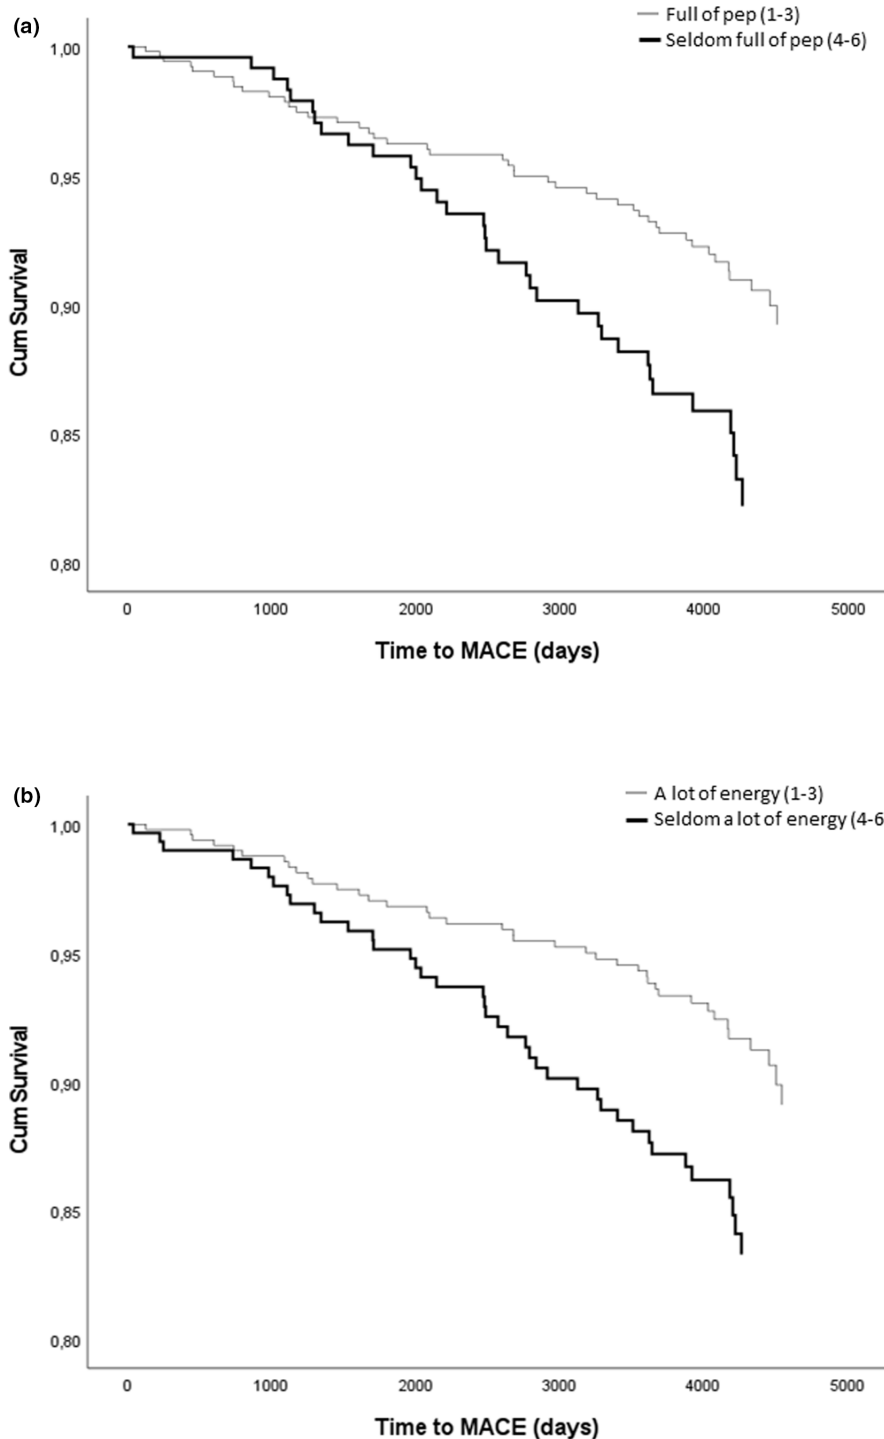 (a)
Full of pep (1-3)
Seldom full of pep (4-6)
1,00
0,95
0,90
0,85
0,80
Cum Survival
0 1000 2000 3000 4000 5000
Time to MACE (days)
(b)
A lot of energy (1-3)
Seldom a lot of energy (4-6
1,00
0,95
0,90
0,85
0,80
Cum Survival
0 1000 2000 3000 4000 5000
Time to MACE (days)